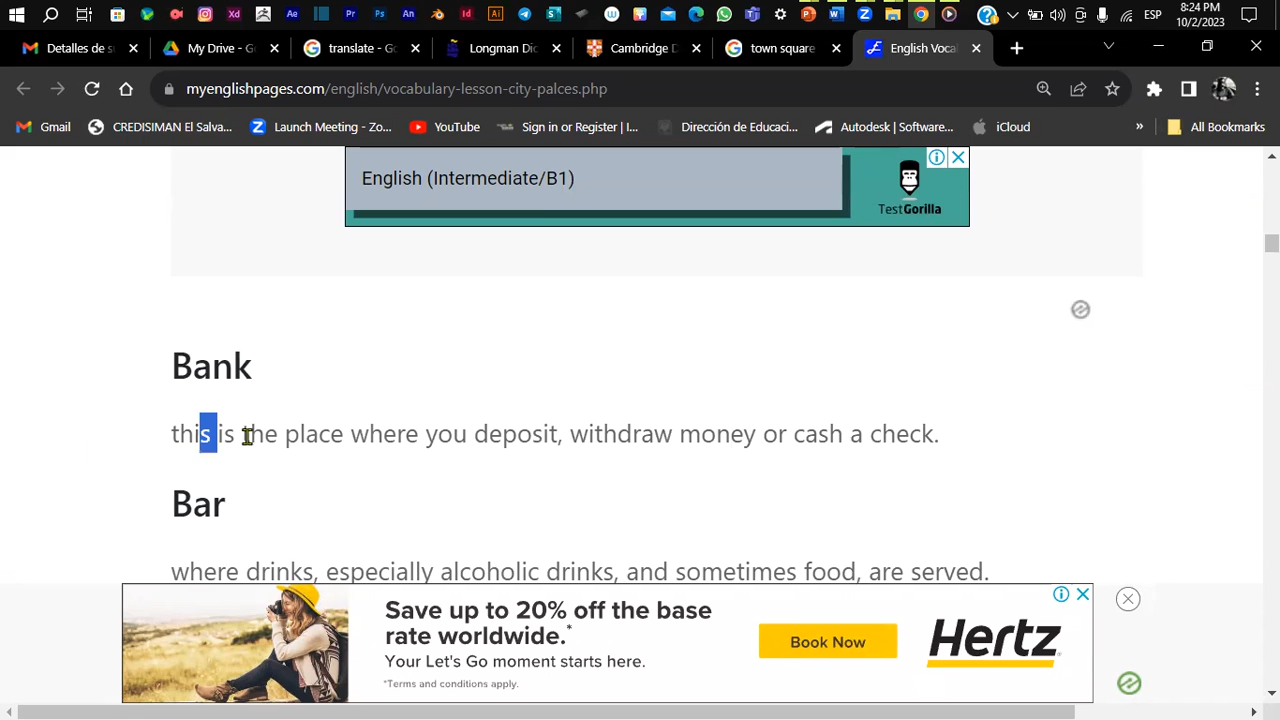 8:24 PM
ESP
10/2/2023
Detalles de su
My Drive - Go
translate - Go
Longman Dic
Cambridge D
town square
English Voca
myenglishpages.com/english/vocabulary-lesson-city-palces.php
Gmail
CREDISIMAN El Salva...
Launch Meeting - Zo...
YouTube
Sign in or Register | I...
Dirección de Educaci...
Autodesk | Software...
iCloud
»
All Bookmarks
English (Intermediate/B1)
TestGorilla
Bank
this is the place where you deposit, withdraw money or cash a check.
Bar
where drinks, especially alcoholic drinks, and sometimes food, are served.
Save up to 20% off the base
rate worldwide.*
Your Let's Go moment starts here.
*Terms and conditions apply.
Book Now
Hertz